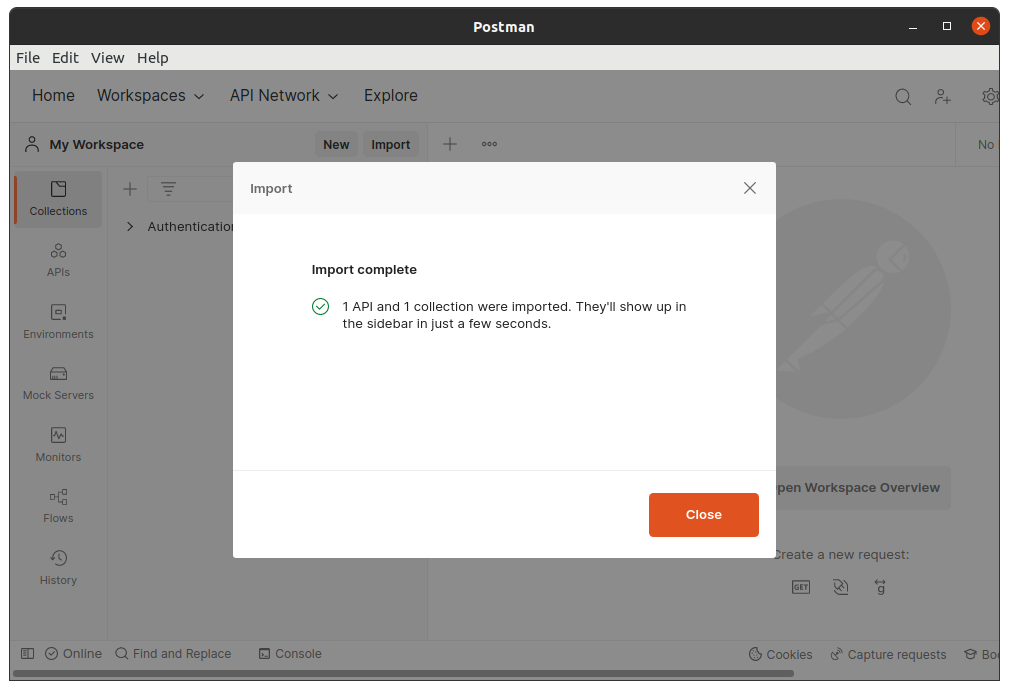 Postman
File Edit View Help
Home Workspaces API Network Explore
My Workspace New Import No
Import
Collections
Authentication
APIs
Environments
Mock Servers
Monitors
Flows
History
Import complete
1 API and 1 collection were imported. They'll show up in
the sidebar in just a few seconds.
Close
pen Workspace Overview
Create a new request:
GET
g
Online Find and Replace Console Cookies Capture requests Boo